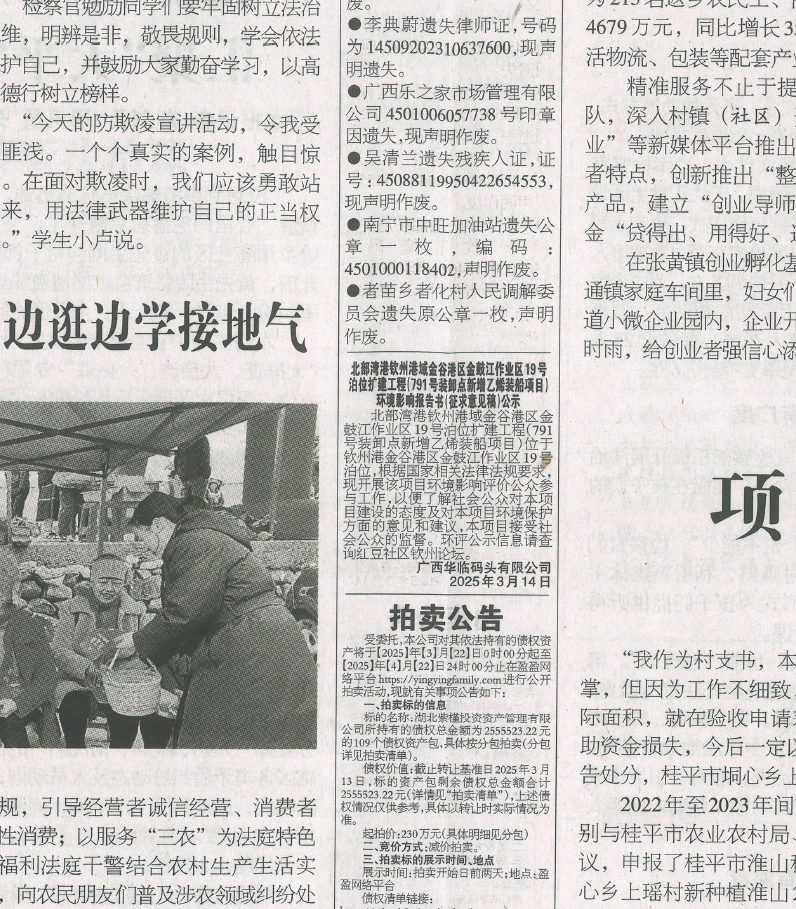 检察官勉励同学们要牢固树立法治
维，明辨是非，敬畏规则，学会依法
护自己，并鼓励大家勤奋学习，以高
德行树立榜样。
“今天的防欺凌宣讲活动，令我受
匪浅。一个个真实的案例，触目惊
。在面对欺凌时，我们应该勇敢站
来，用法律武器维护自己的正当权
。”学生小卢说。
边逛边学接地气
规，引导经营者诚信经营、消费者
性消费；以服务“三农”为法庭特色
福利法庭干警结合农村生产生活实
，向农民朋友们普及涉农领域纠纷处
废。
●李典蔚遗失律师证，号码
为14509202310637600，现声
明遗失。
●广西乐之家市场管理有限
公司4501006057738号印章
因遗失，现声明作废。
●吴清兰遗失残疾人证，证
号：45088119950422654553，
现声明作废。
●南宁市中旺加油站遗失公
章一枚，编码：
4501000118402，声明作废。
●者苗乡者化村人民调解委
员会遗失原公章一枚，声明
作废。
北部湾港钦州港域金谷港区金鼓江作业区19号
泊位扩建工程(791号装卸点新增乙烯装船项目)
环境影响报告书(征求意见稿)公示
北部湾港钦州港域金谷港区金
鼓江作业区19号泊位扩建工程(791
号装卸点新增乙烯装船项目)位于
钦州港金谷港区金鼓江作业区19号
泊位，根据国家相关法律法规要求，
现开展该项目环境影响评价公众参
与工作，以便了解社会公众对本项
目建设的态度及对本项目环境保护
方面的意见和建议，本项目接受社
会公众的监督。环评公示信息请查
询红豆社区钦州论坛。
广西华临码头有限公司
2025年3月14日
拍卖公告
受委托，本公司对其依法持有的债权资
产将于【2025】年【3】月【22】日0时00分起至
【2025】年【4】月【22】日24时00分止在盈盈网
络平台https://yingyingfamily.com进行公开
拍卖活动，现就有关事项公告如下：
一、拍卖标的信息
标的名称：湖北紫槿投资资产管理有限
公司所持有的债权总金额为2555523.22元
的109个债权资产包，具体按分包拍卖(分包
详见拍卖清单)。
债权价值：截止转让基准日2025年3月
13日，标的资产包剩余债权总金额合计
2555523.22元(详情见“拍卖清单”)，上述债
权情况仅供参考，具体以转让时实际情况为
准。
起拍价：230万元(具体明细见分包)
二、竞价方式：减价拍卖。
三、拍卖标的展示时间、地点
展示时间：拍卖开始日前两天；地点：盈
盈网络平台
债权清单链接：
4679万元，同比增长3
活物流、包装等配套产业
精准服务不止于提
队，深入村镇（社区）
业”等新媒体平台推出
者特点，创新推出“整
产品，建立“创业导师
金“贷得出、用得好、
在张黄镇创业孵化基
通镇家庭车间里，妇女们
道小微企业园内，企业开
时雨，给创业者强信心添
项
“我作为村支书，本
掌，但因为工作不细致，
际面积，就在验收申请
助资金损失，今后一定以
告处分，桂平市垌心乡上
2022年至2023年间
别与桂平市农业农村局、
议，申报了桂平市淮山
心乡上瑶村新种植淮山